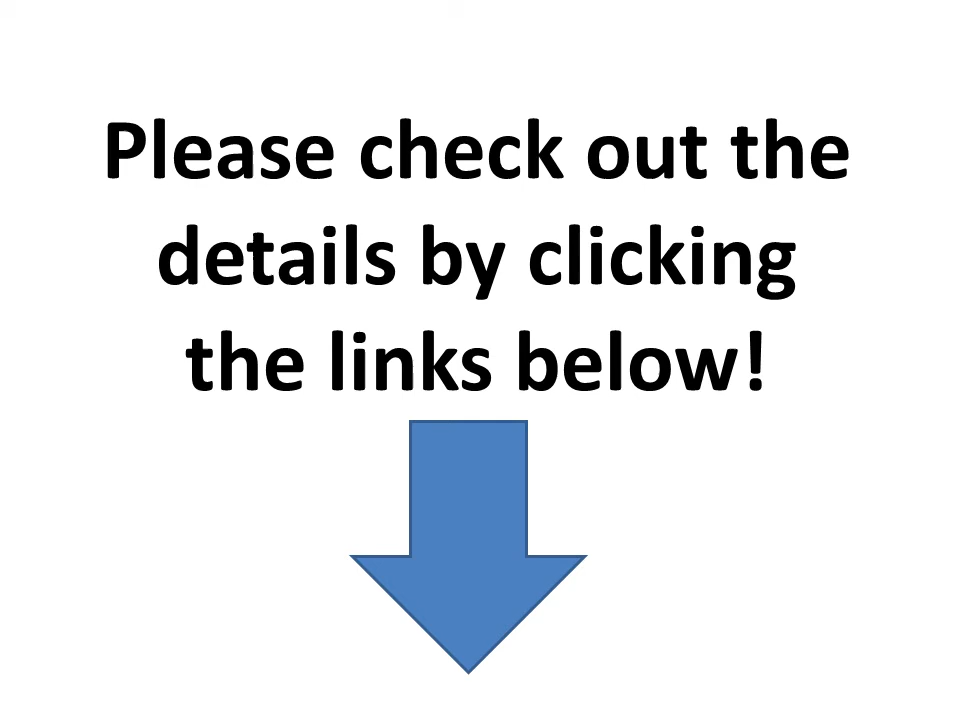 Please check out the
details by clicking
the links below!